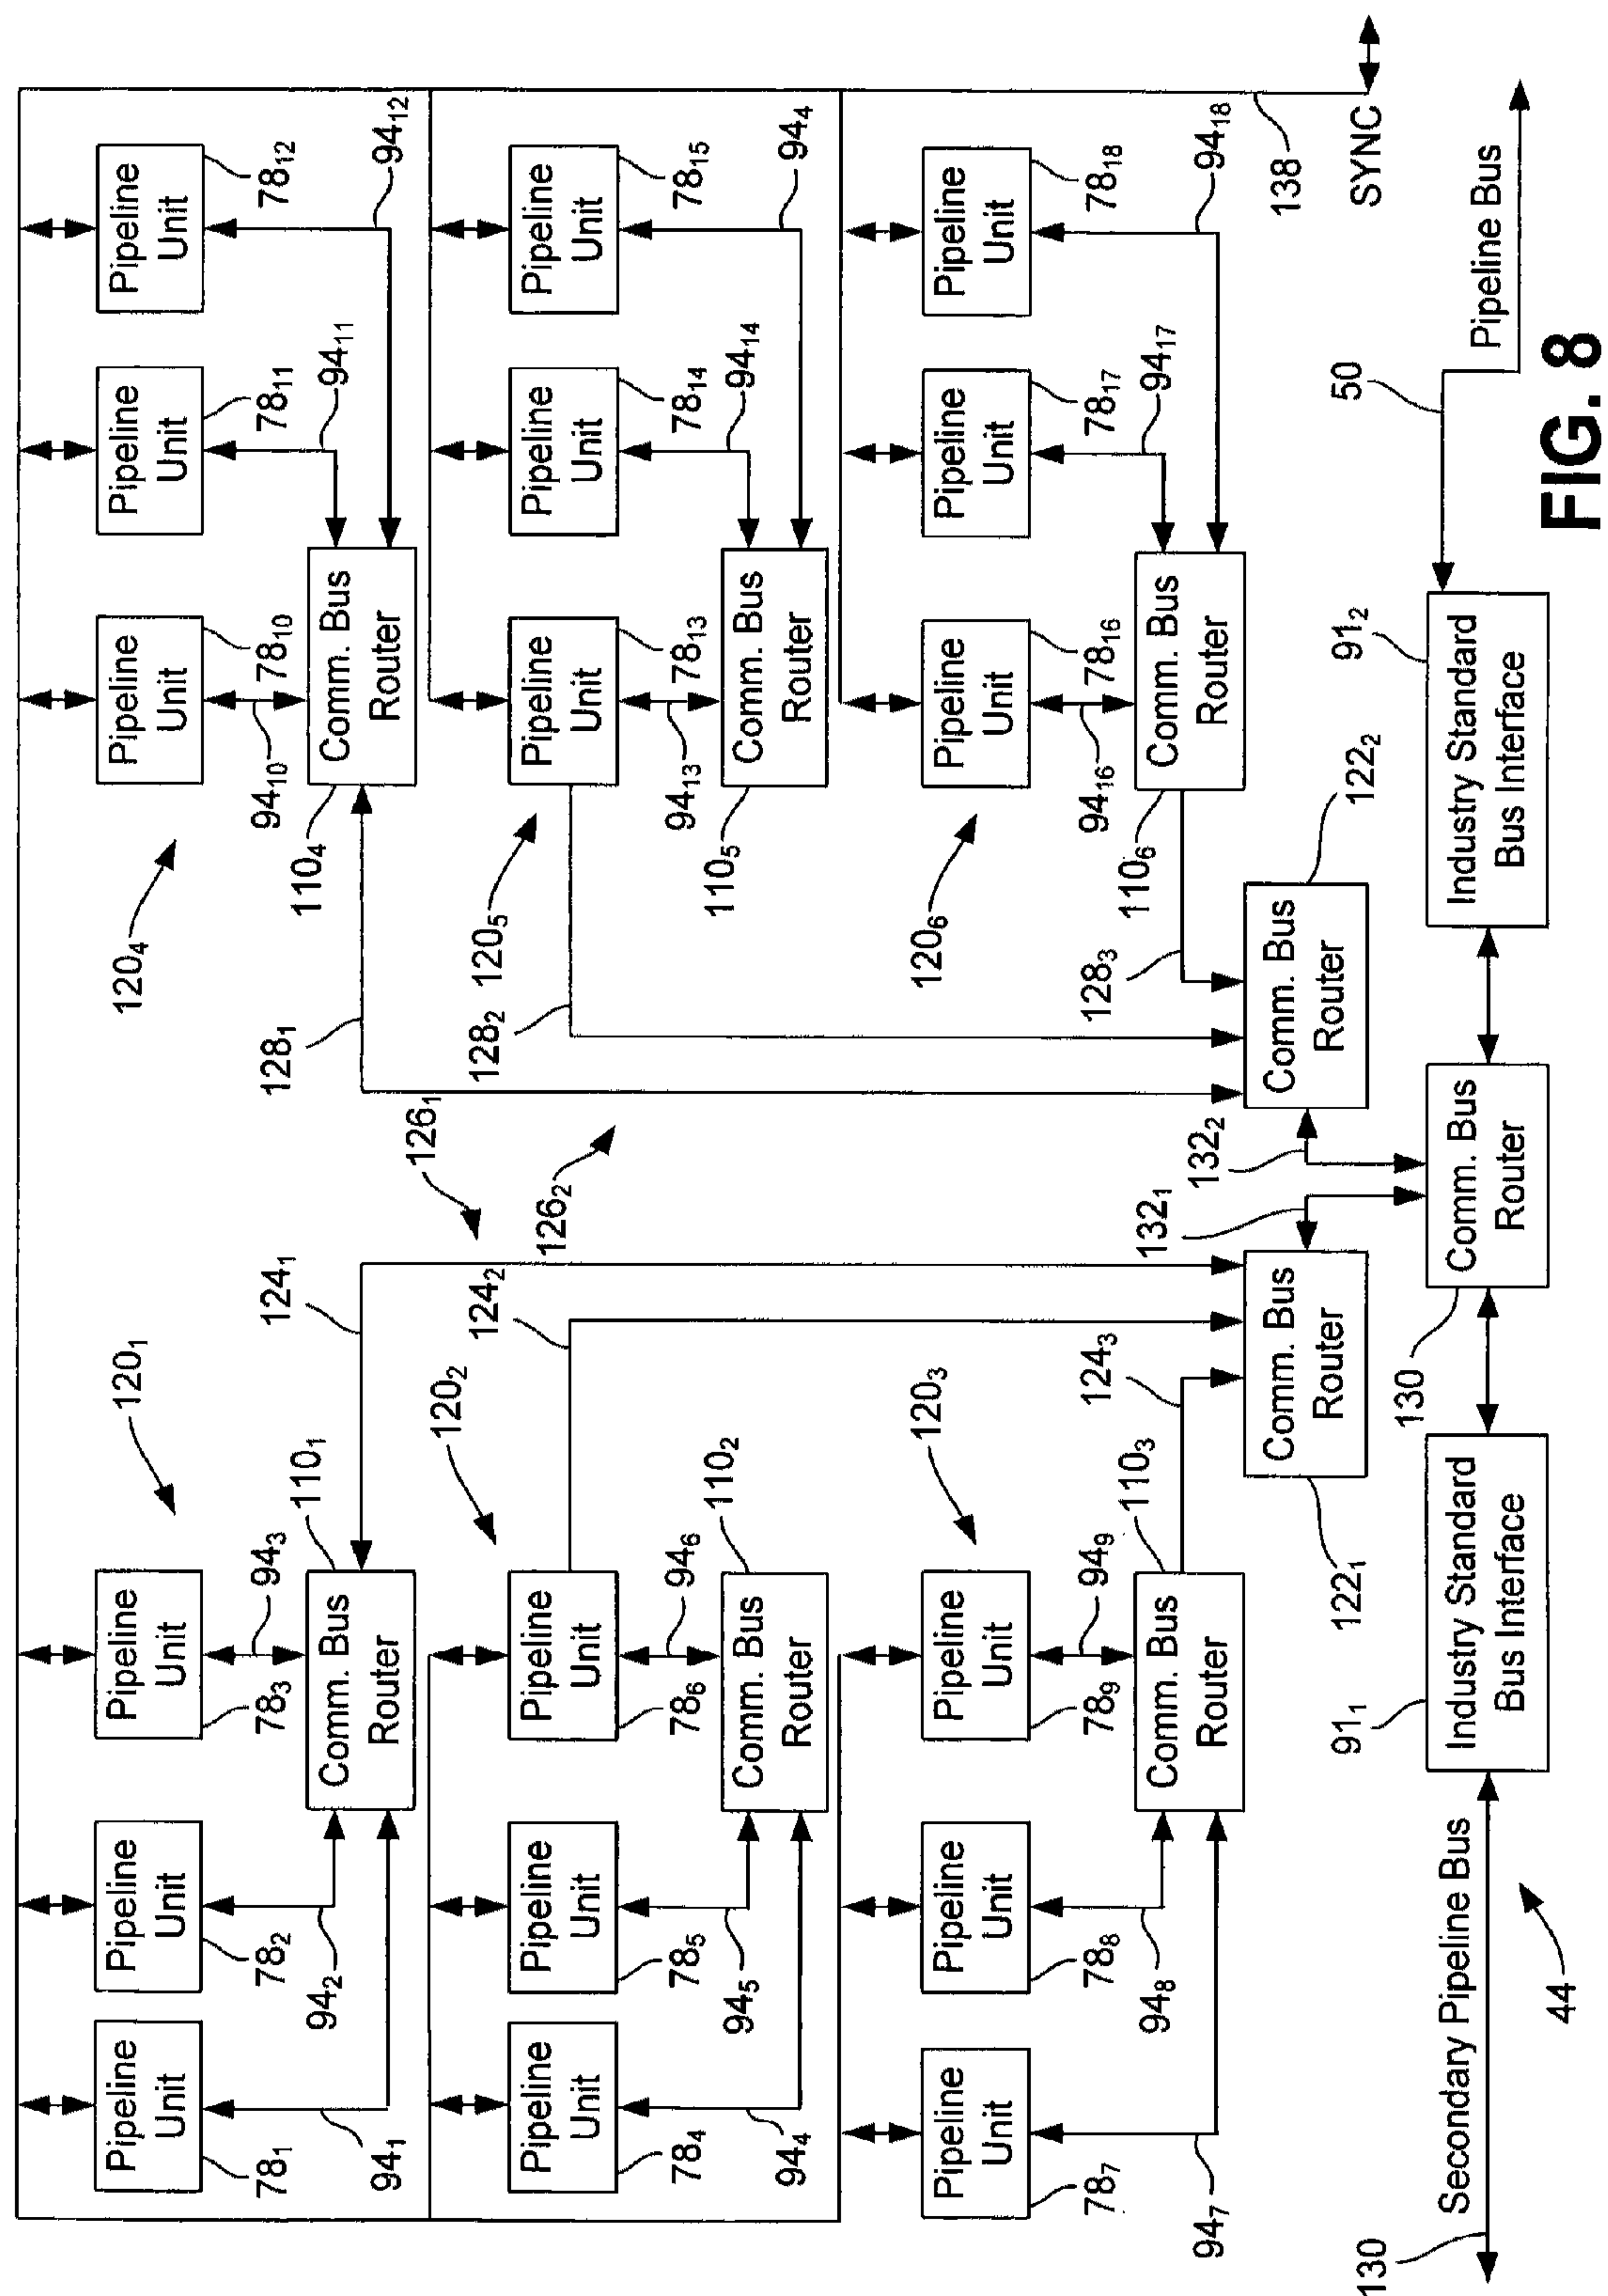 120₁
120₄
Pipeline Unit
78₁
Pipeline Unit
78₂
Pipeline Unit
78₃
Pipeline Unit
78₁₀
Pipeline Unit
78₁₁
Pipeline Unit
78₁₂
94₁
94₂
94₃
94₁₀
94₁₁
94₁₂
Comm. Bus Router
110₁
Comm. Bus Router
110₄
124₁
128₁
126₁
120₂
120₅
Pipeline Unit
78₄
Pipeline Unit
78₅
Pipeline Unit
78₆
Pipeline Unit
78₁₃
Pipeline Unit
78₁₄
Pipeline Unit
78₁₅
124₂
128₂
126₂
94₄
94₅
94₆
94₁₃
94₁₄
94₄
Comm. Bus Router
110₂
Comm. Bus Router
110₅
120₃
120₆
Pipeline Unit
78₇
Pipeline Unit
78₈
Pipeline Unit
78₉
Pipeline Unit
78₁₆
Pipeline Unit
78₁₇
Pipeline Unit
78₁₈
94₇
94₈
94₉
94₁₆
94₁₇
94₁₈
Comm. Bus Router
110₃
Comm. Bus Router
110₆
124₃
128₃
132₁
132₂
138
SYNC
Comm. Bus Router
122₁
Comm. Bus Router
122₂
130
Secondary Pipeline Bus
91₁
Industry Standard Bus Interface
130
Comm. Bus Router
91₂
Industry Standard Bus Interface
50
Pipeline Bus
44
FIG. 8